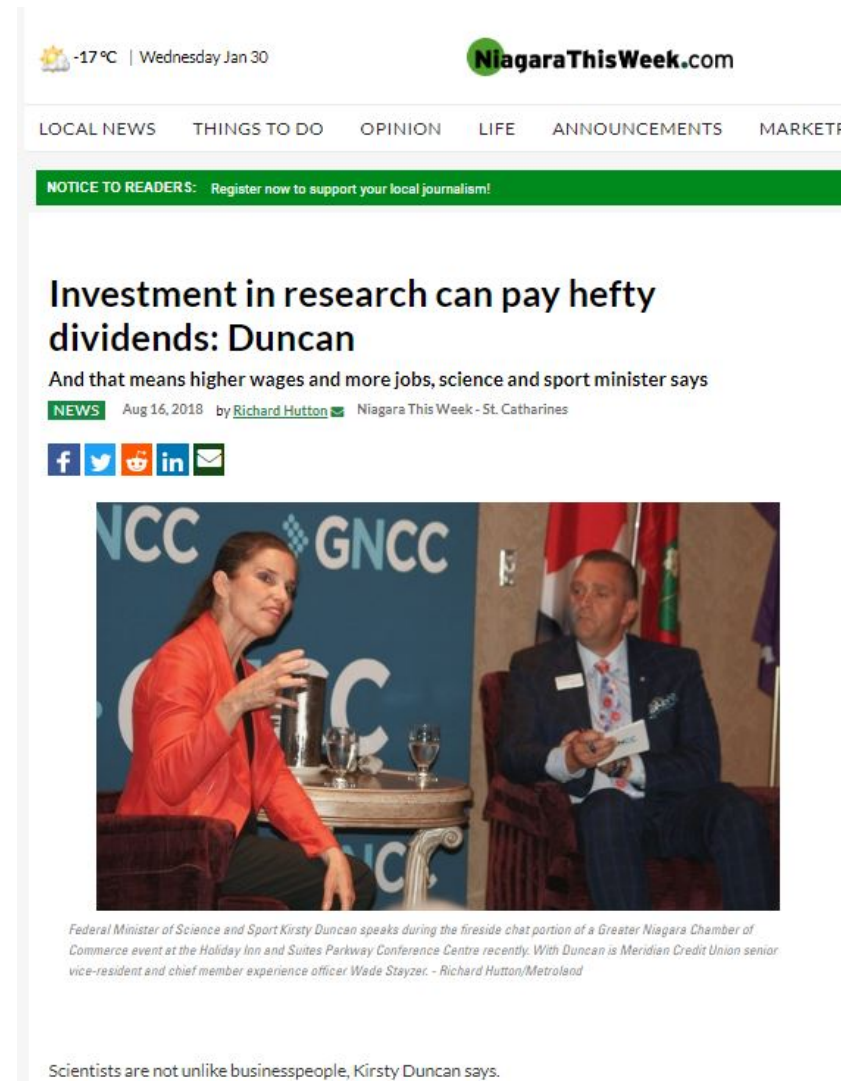 -17 °C | Wednesday Jan 30
NiagaraThisWeek.com
LOCAL NEWS THINGS TO DO OPINION LIFE ANNOUNCEMENTS
NOTICE TO READERS: Register now to support your local journalism!
Investment in research can pay hefty
dividends: Duncan
And that means higher wages and more jobs, science and sport minister says
NEWS Aug 16, 2018 by Richard Hutton Niagara This Week - St. Catharines
NCC GNCC
Federal Minister of Science and Sport Kirsty Duncan speaks during the fireside chat portion of a Greater Niagara Chamber of
Commerce event at the Holiday Inn and Suites Parkway Conference Centre recently. With Duncan is Meridian Credit Union senior
vice-resident and chief member experience officer Wade Stayzer. - Richard Hutton/Metroland
Scientists are not unlike businesspeople, Kirsty Duncan says.